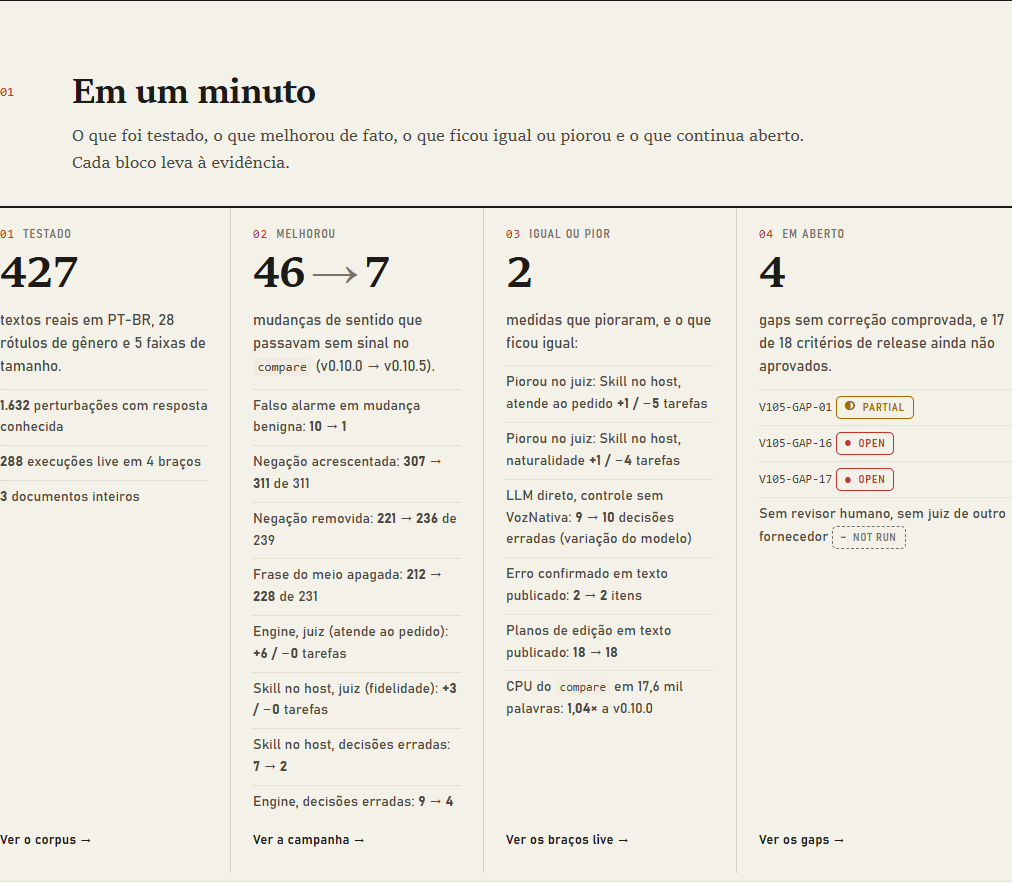 01
Em um minuto
O que foi testado, o que melhorou de fato, o que ficou igual ou piorou e o que continua aberto.
Cada bloco leva à evidência.
01 TESTADO
427
textos reais em PT-BR, 28
rótulos de gênero e 5 faixas de
tamanho.
1.632 perturbações com resposta
conhecida
288 execuções live em 4 braços
3 documentos inteiros
Ver o corpus →
02 MELHOROU
46 → 7
mudanças de sentido que
passavam sem sinal no
compare (v0.10.0 → v0.10.5).
Falso alarme em mudança
benigna: 10 → 1
Negação acrescentada: 307 →
311 de 311
Negação removida: 221 → 236 de
239
Frase do meio apagada: 212 →
228 de 231
Engine, juiz (atende ao pedido):
+6 / −0 tarefas
Skill no host, juiz (fidelidade): +3
/ −0 tarefas
Skill no host, decisões erradas:
7 → 2
Engine, decisões erradas: 9 → 4
Ver a campanha →
03 IGUAL OU PIOR
2
medidas que pioraram, e o que
ficou igual:
Piorou no juiz: Skill no host,
atende ao pedido +1 / −5 tarefas
Piorou no juiz: Skill no host,
naturalidade +1 / −4 tarefas
LLM direto, controle sem
VozNativa: 9 → 10 decisões
erradas (variação do modelo)
Erro confirmado em texto
publicado: 2 → 2 itens
Planos de edição em texto
publicado: 18 → 18
CPU do compare em 17,6 mil
palavras: 1,04× a v0.10.0
Ver os braços live →
04 EM ABERTO
4
gaps sem correção comprovada, e 17
de 18 critérios de release ainda não
aprovados.
V105-GAP-01 PARTIAL
V105-GAP-16 OPEN
V105-GAP-17 OPEN
Sem revisor humano, sem juiz de outro
fornecedor – NOT RUN
Ver os gaps →